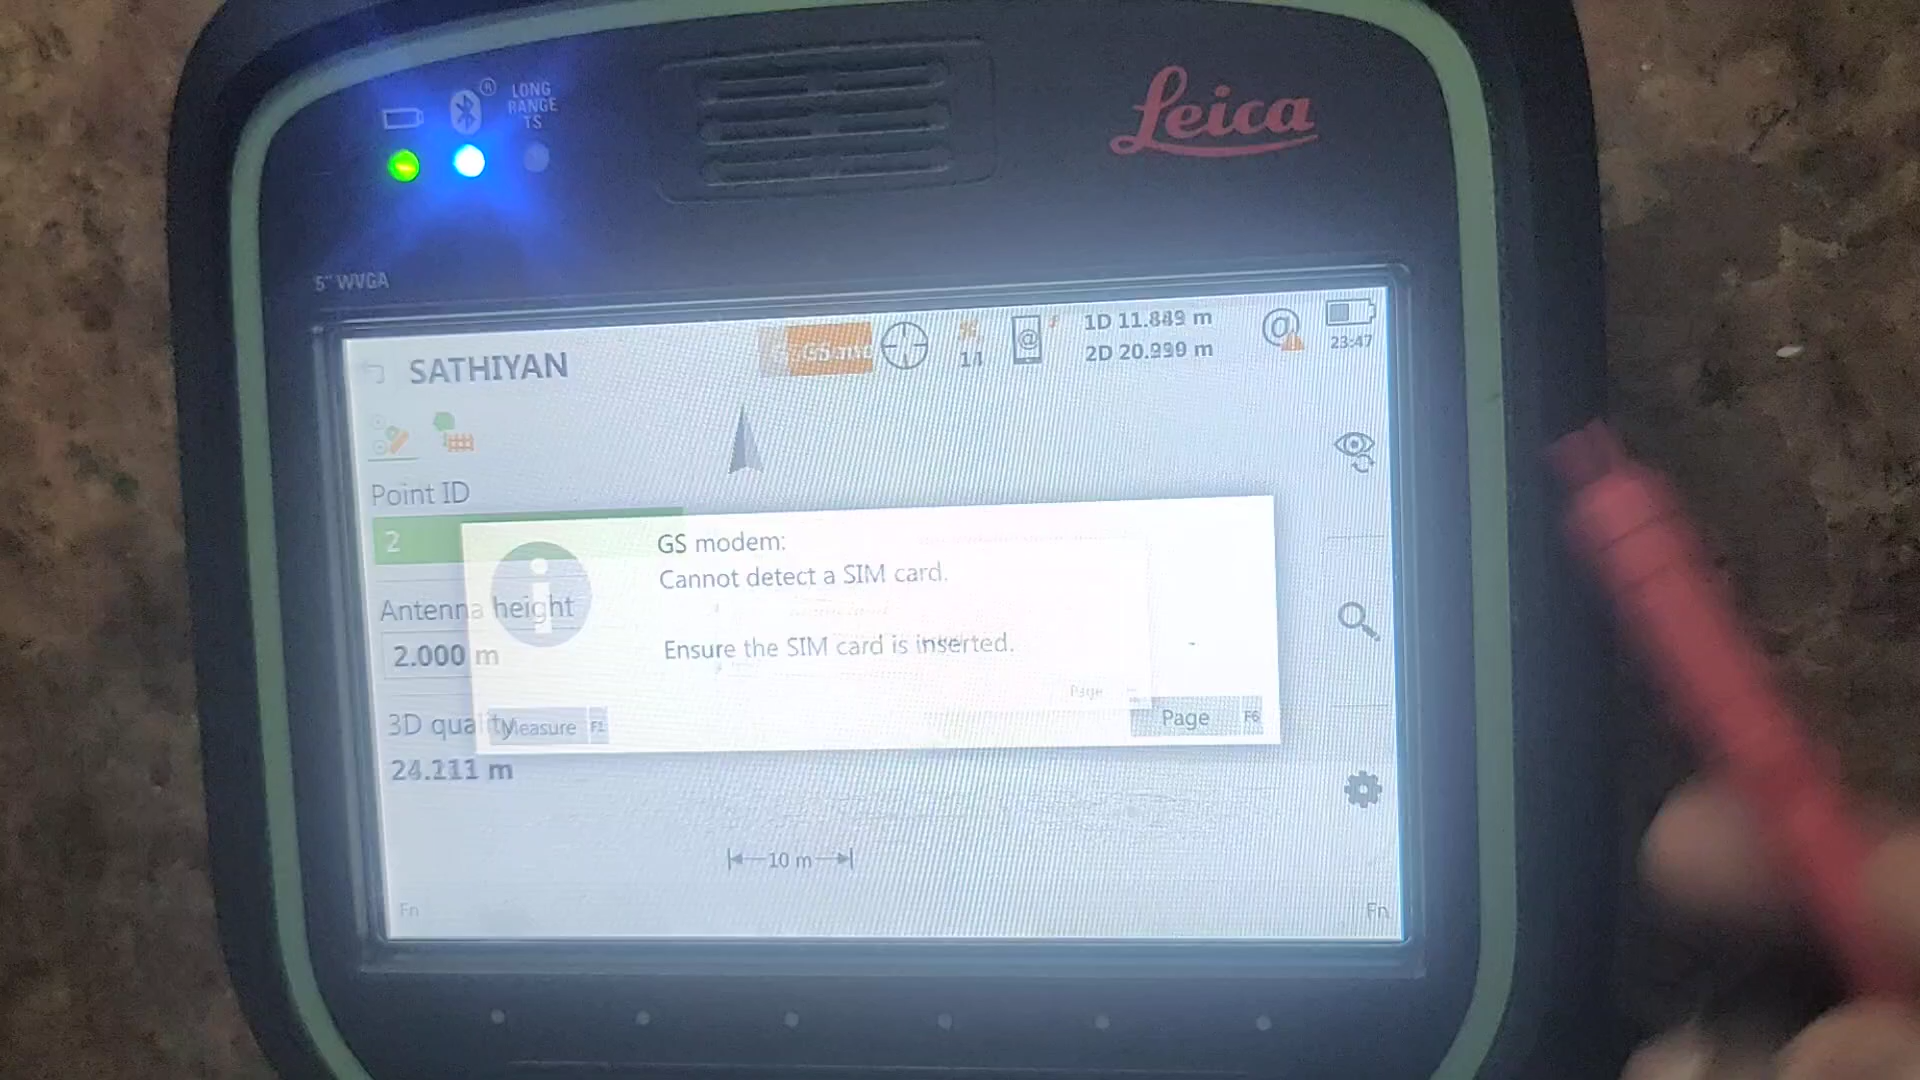 LONG
RANGE
TS
Leica
5" WVGA
SATHIYAN
1D 11.849 m
2D 20.999 m
23:47
Point ID
2
GS modem:
Cannot detect a SIM card.
Antenna height
2.000 m
Ensure the SIM card is inserted.
Page
3D quality
Measure F1
Page F6
24.211 m
10 m
Fn
Fn